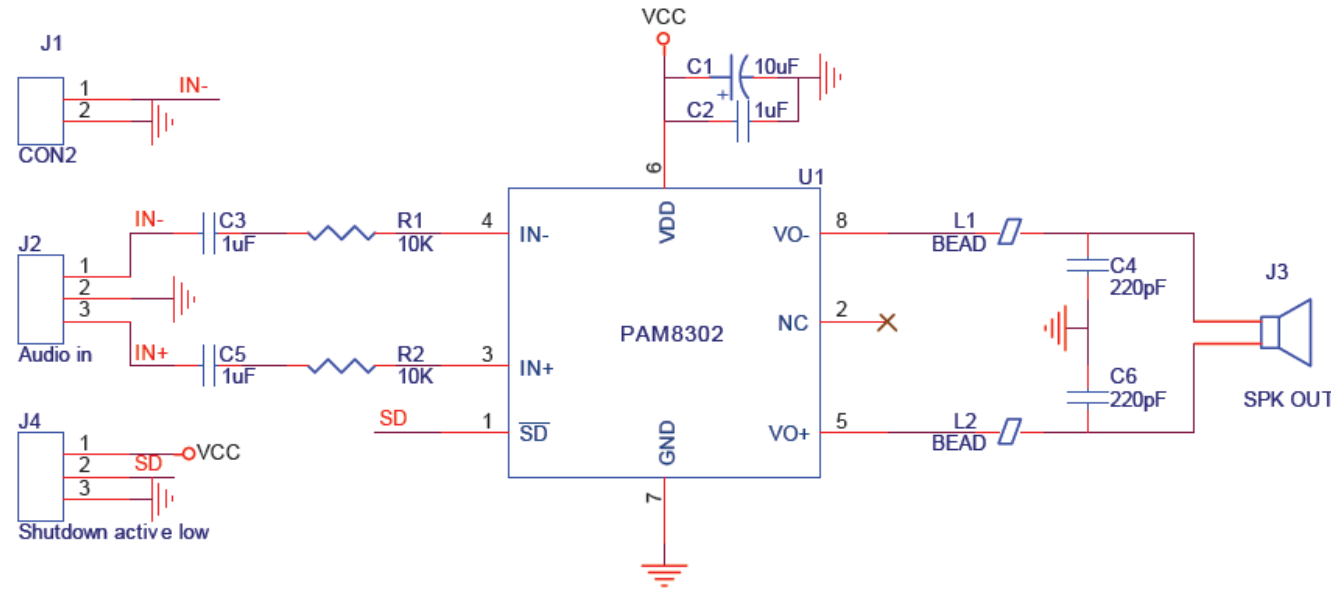 VCC
J1
C1 10uF
1 IN-
+
2
C2 1uF
CON2
6
U1
IN- C3 R1 4 IN- VDD VO- 8 L1
1uF 10K BEAD
J2
1
C4
J3
2
220pF
3
2
NC
PAM8302
Audio in IN+ C5 R2 3 IN+
1uF 10K
C6
220pF
SPK OUT
J4
SD 1 SD GND VO+ 5 L2
BEAD
1 VCC
2 SD
3
7
Shutdown active low